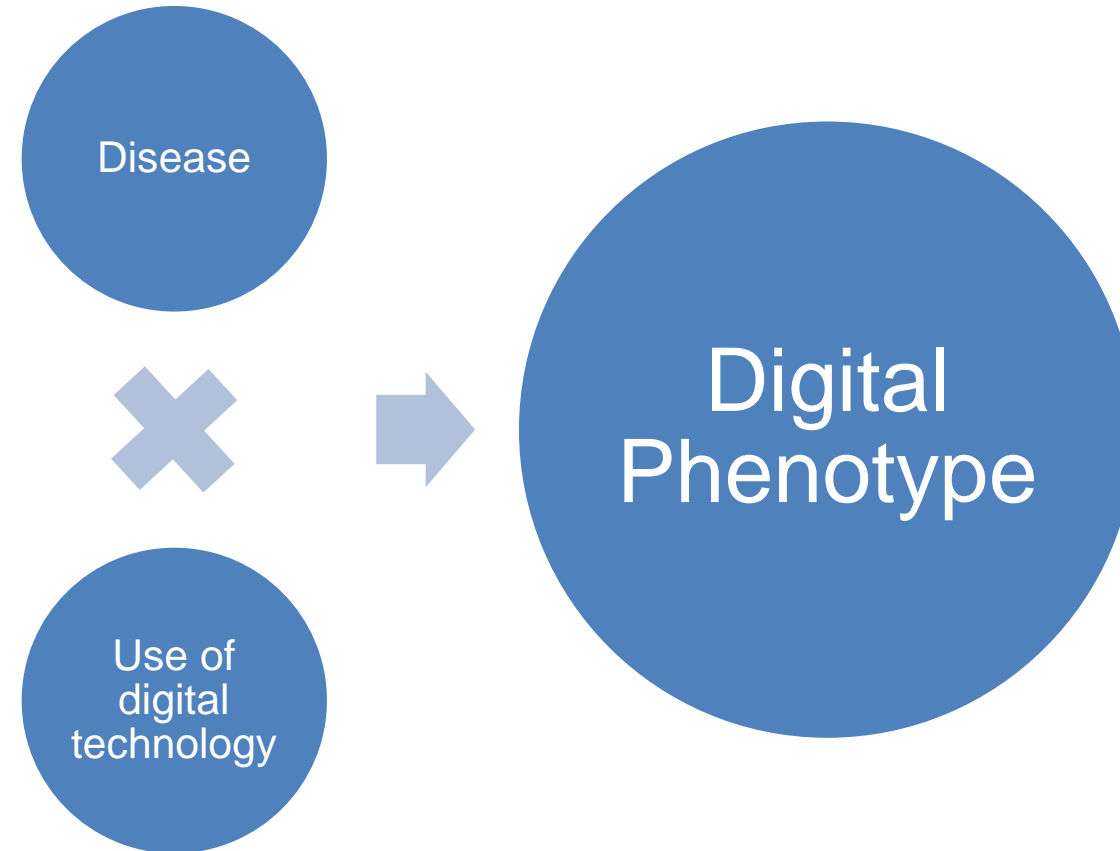 Disease
Use of
digital
technology
Digital
Phenotype